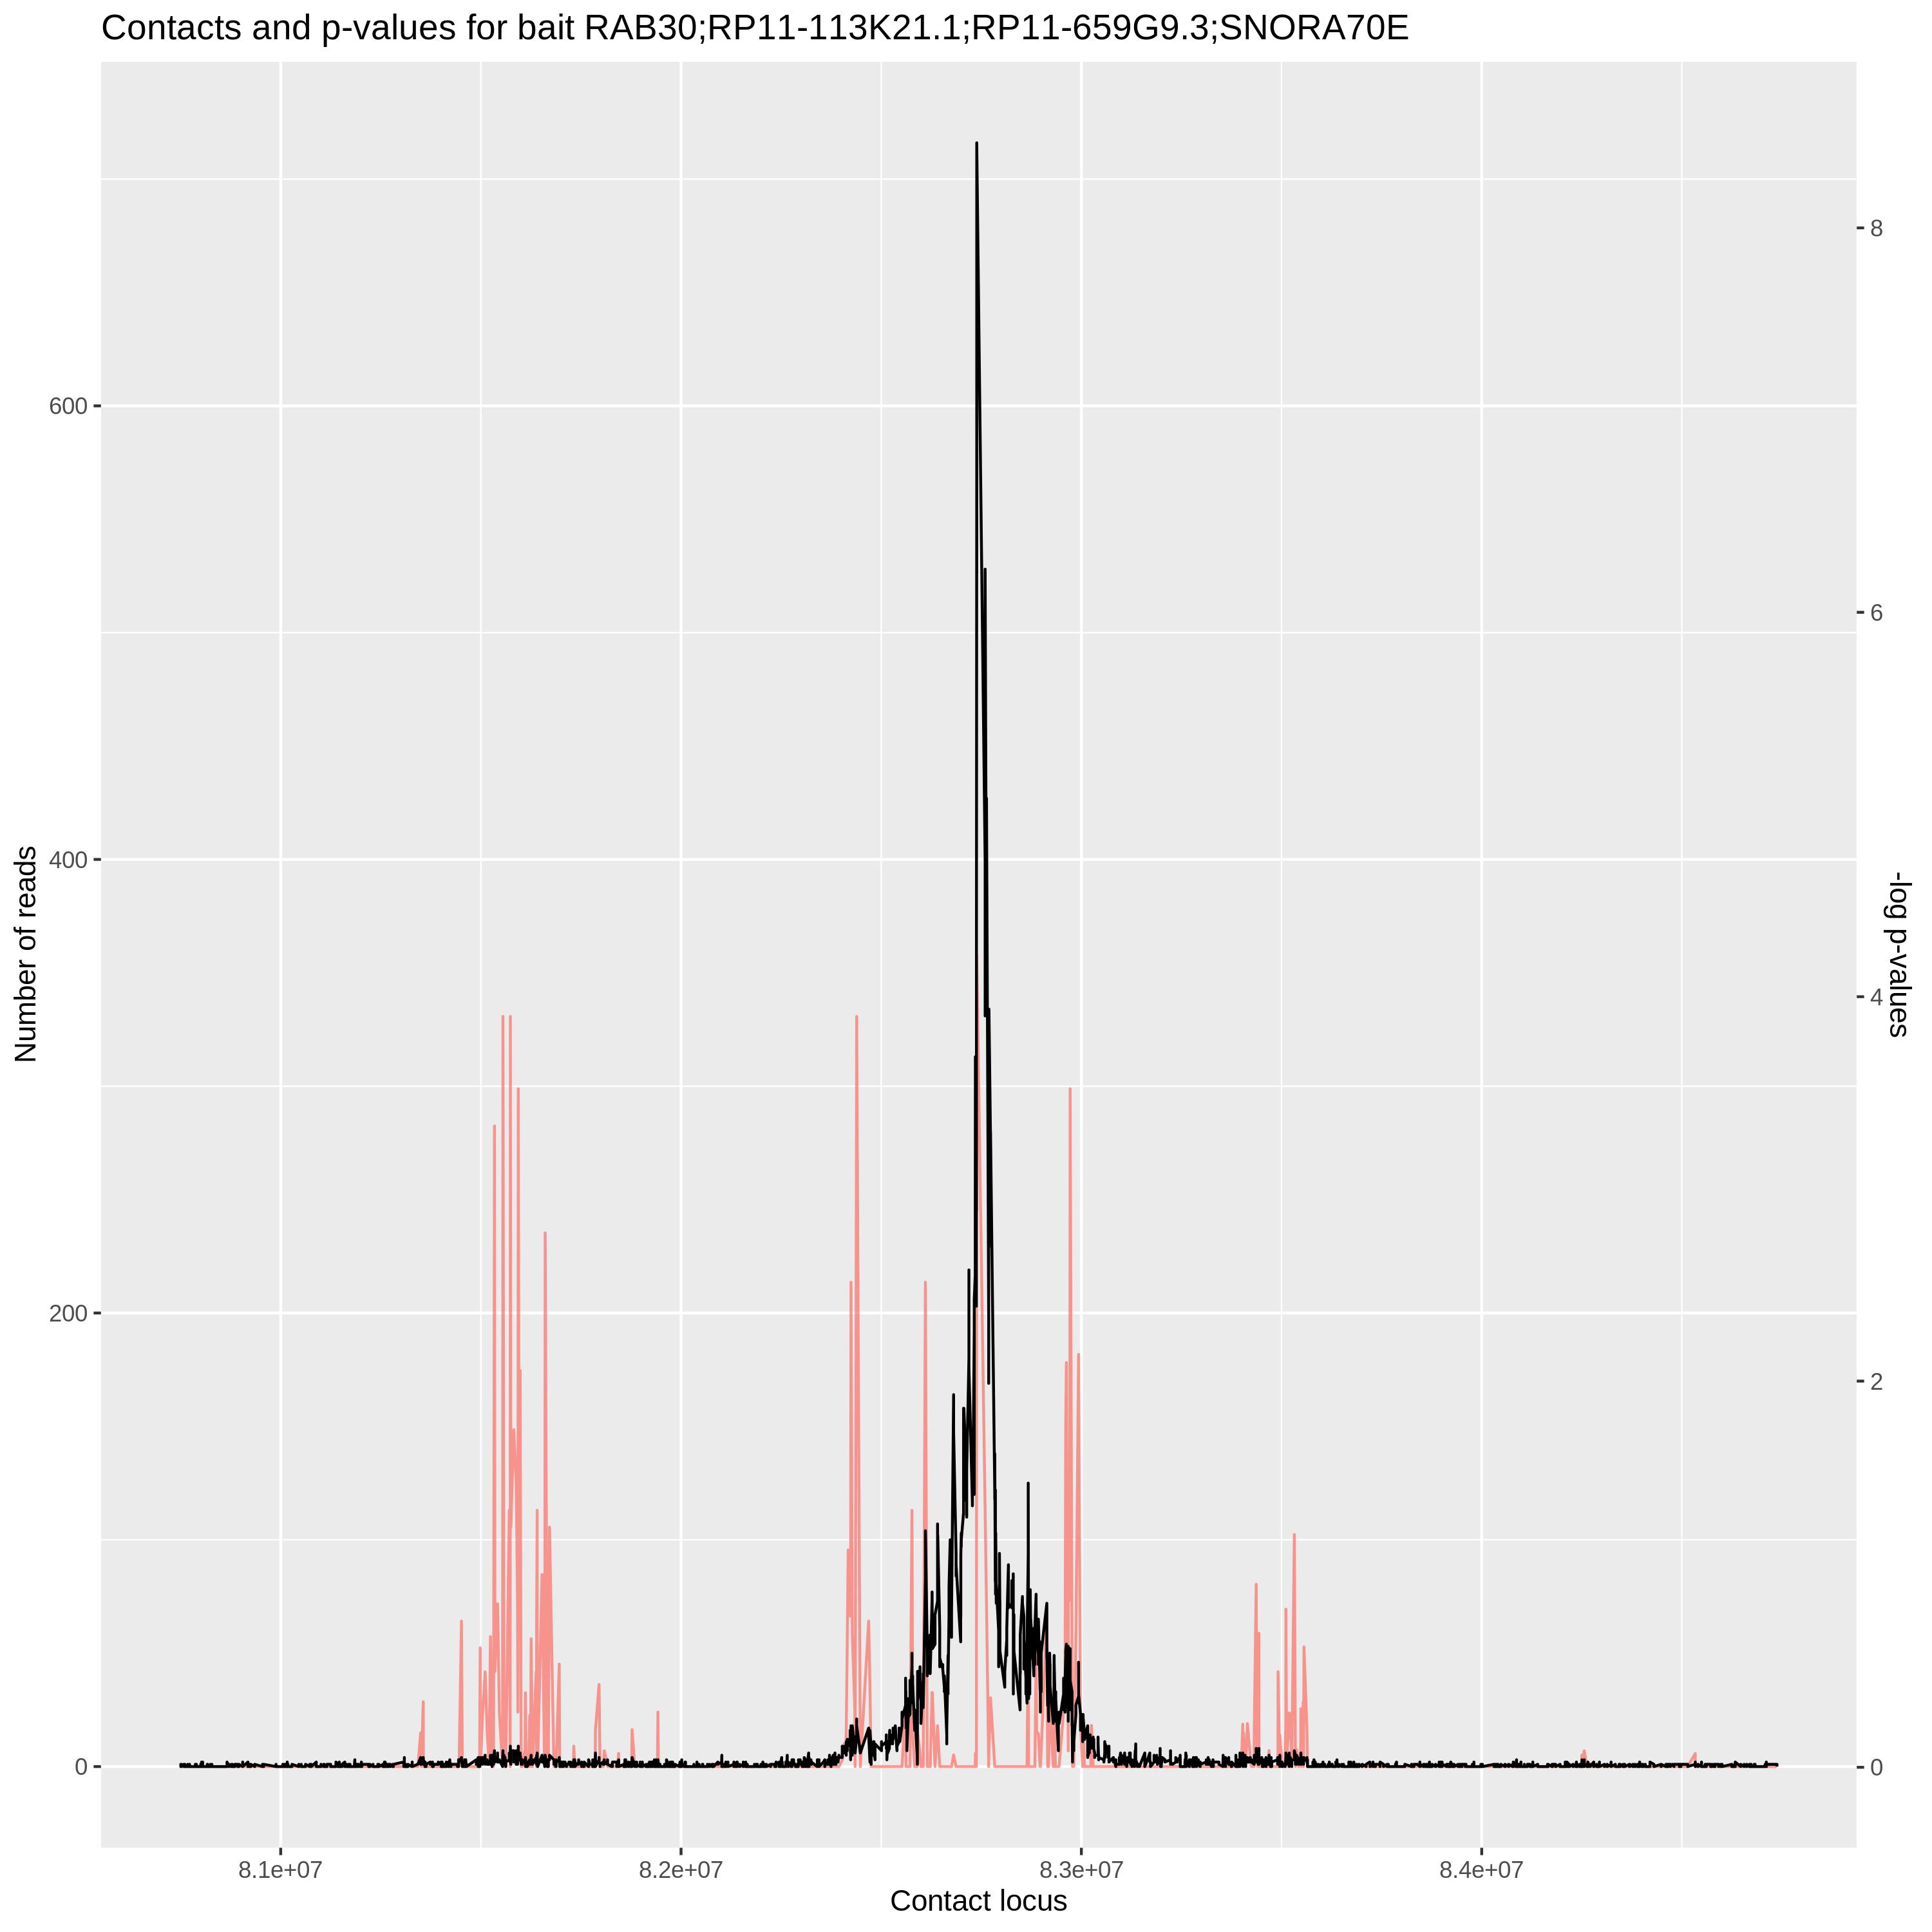 Contacts and p-values for bait RAB30;RP11-113K21.1;RP11-659G9.3;SNORA70E
Number of reads
600
400
200
0
8
6
4
2
0
-log p-values
8.1e+07
8.2e+07
8.3e+07
8.4e+07
Contact locus